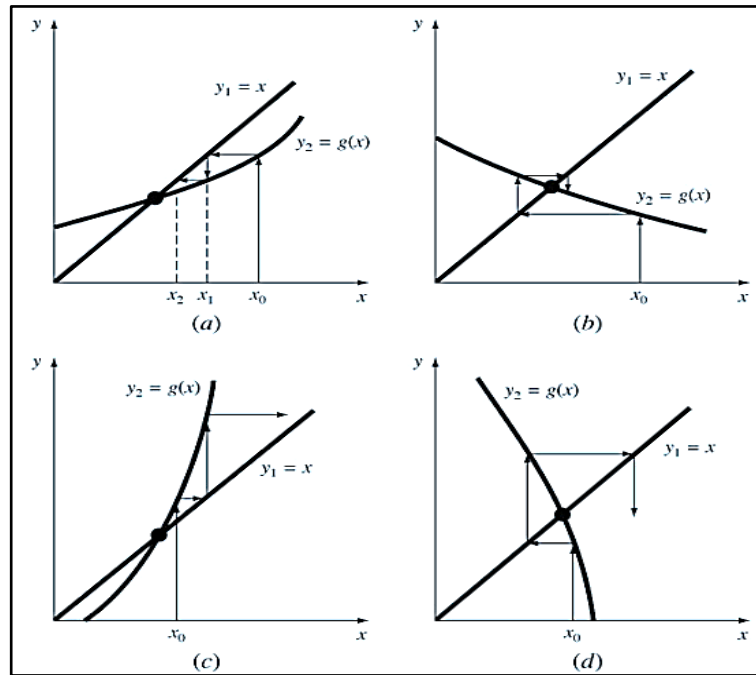 y
y₁ = x
y₂ = g(x)
x₂ x₁ x₀ x
(a)
y
y₁ = x
y₂ = g(x)
x₀ x
(b)
y
y₂ = g(x)
y₁ = x
x₀ x
(c)
y
y₂ = g(x)
y₁ = x
x₀ x
(d)